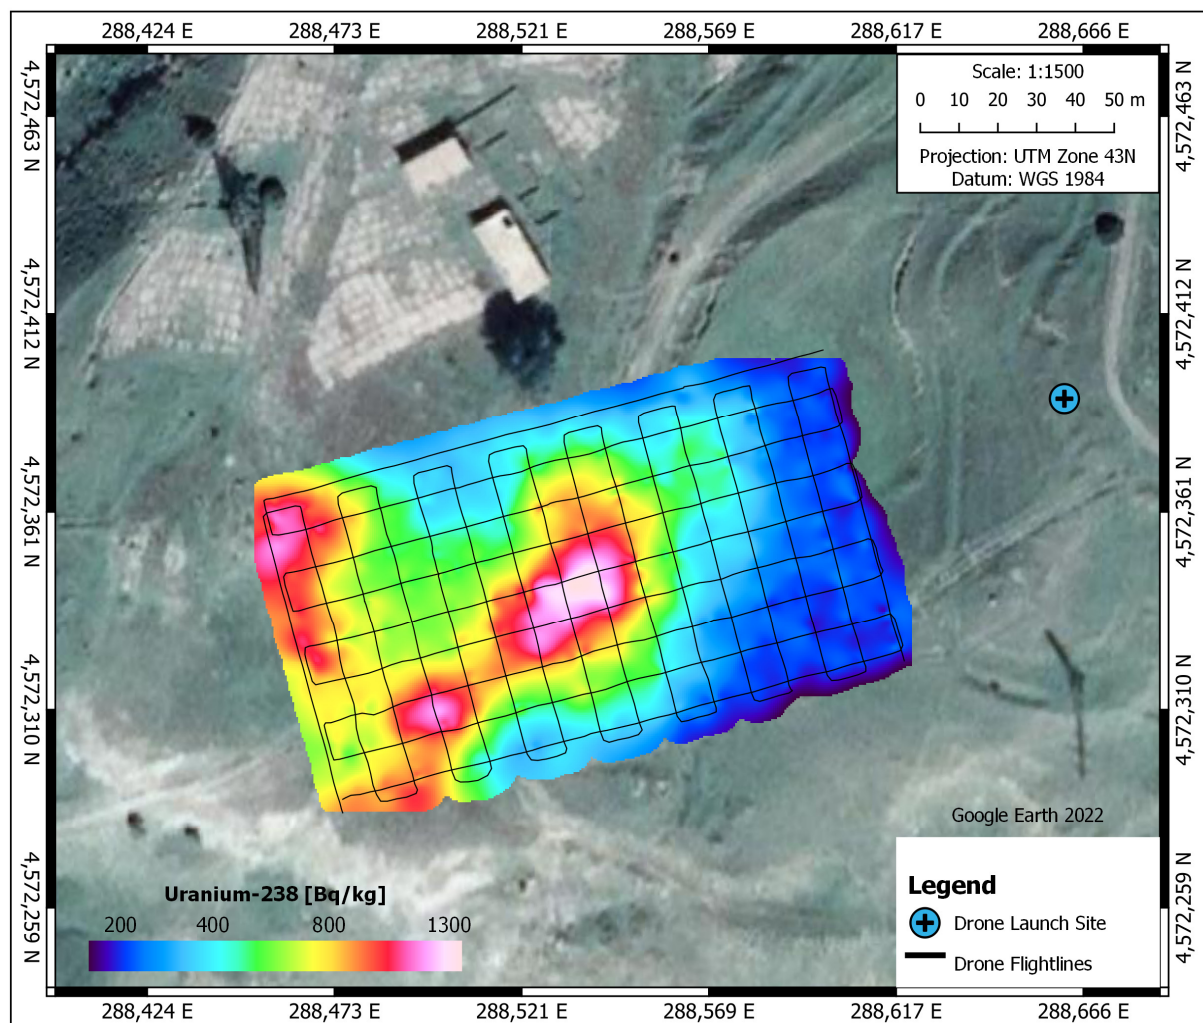 288,424 E 288,473 E 288,521 E 288,569 E 288,617 E 288,666 E
4,572,463 N
4,572,412 N
4,572,361 N
4,572,310 N
4,572,259 N
Scale: 1:1500
0 10 20 30 40 50 m
Projection: UTM Zone 43N
Datum: WGS 1984
4,572,463 N
4,572,412 N
4,572,361 N
4,572,310 N
4,572,259 N
Google Earth 2022
Uranium-238 [Bq/kg]
200 400 800 1300
Legend
Drone Launch Site
Drone Flightlines
288,424 E 288,473 E 288,521 E 288,569 E 288,617 E 288,666 E